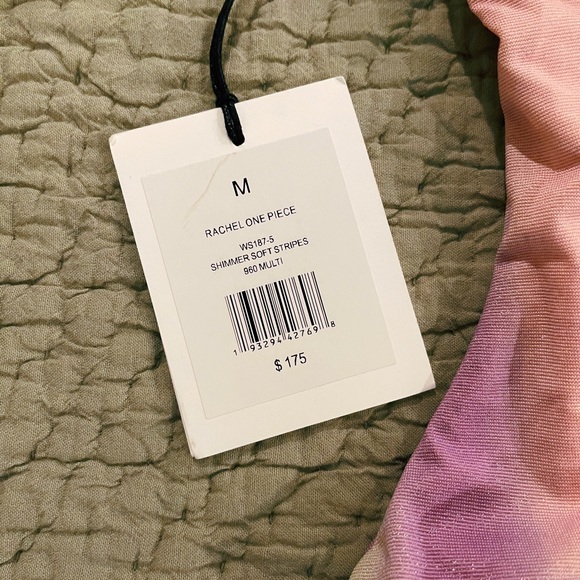 M
RACHEL ONE PIECE
WS187-5
SHIMMER SOFT STRIPES
960 MULTI
1 93294 42769 8
$ 175